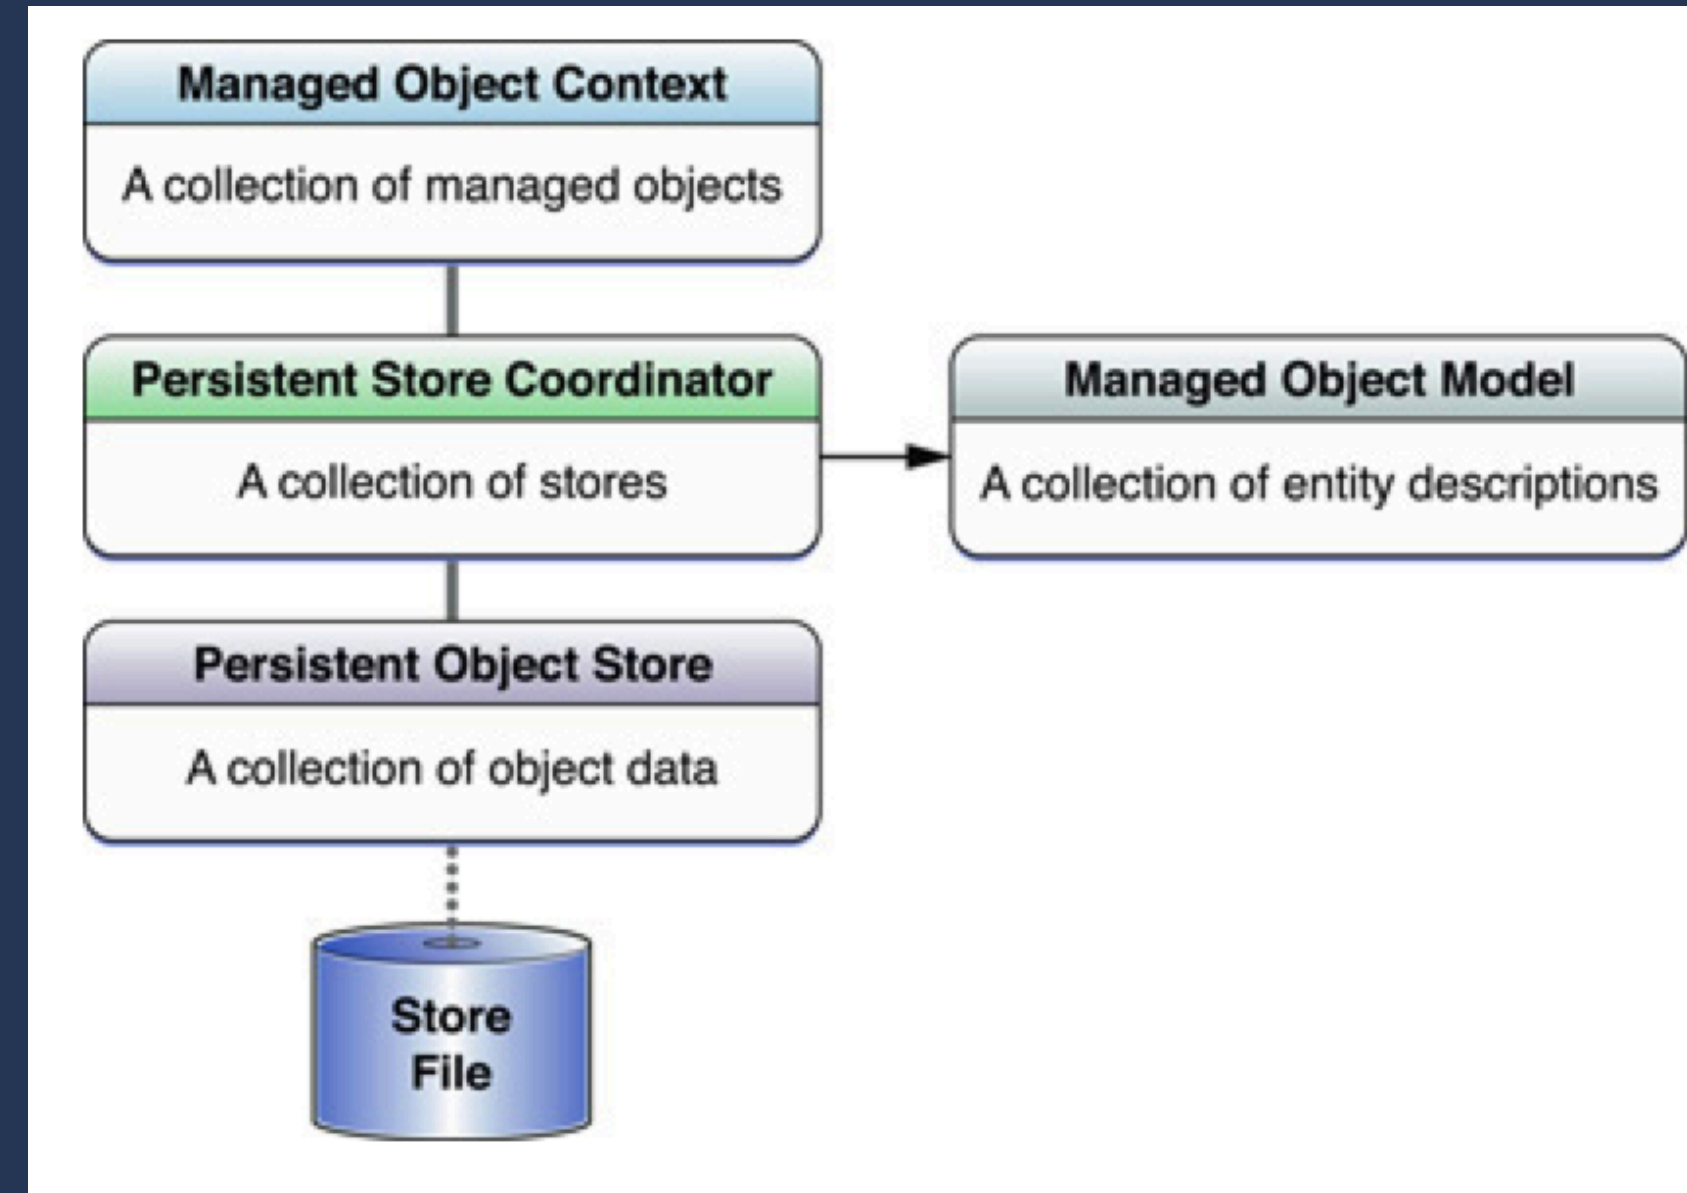 Managed Object Context
A collection of managed objects
Persistent Store Coordinator
A collection of stores
Managed Object Model
A collection of entity descriptions
Persistent Object Store
A collection of object data
Store
File